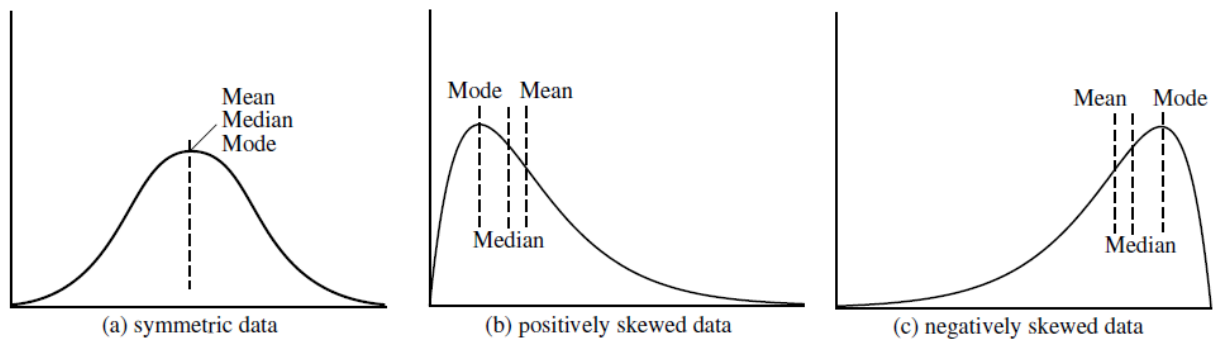 Mean
Median
Mode
(a) symmetric data
Mode Mean
Median
(b) positively skewed data
Mean Mode
Median
(c) negatively skewed data